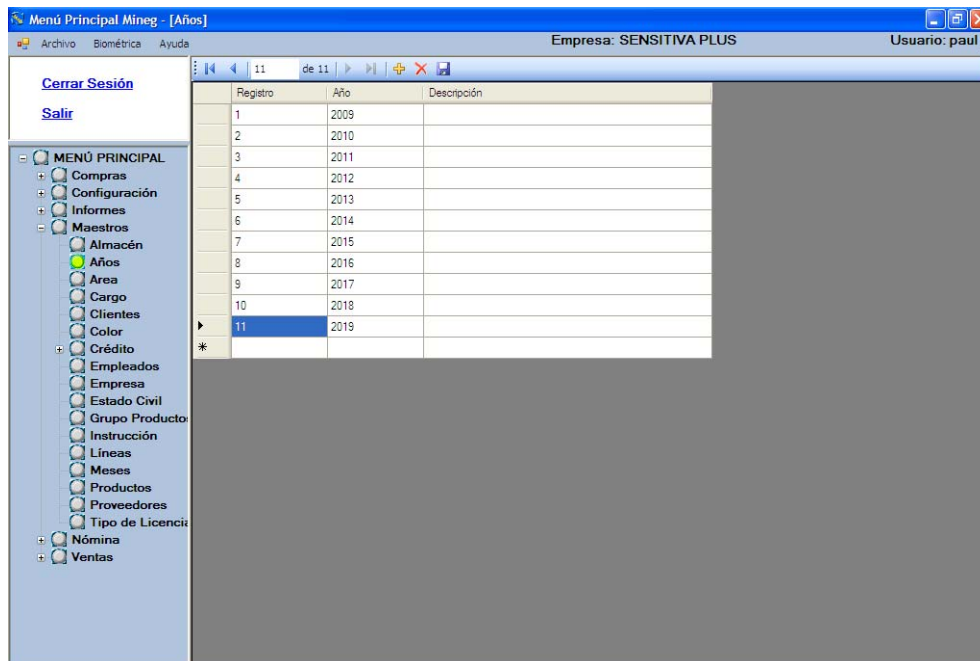 Menú Principal Mineg - [Años]
Archivo Biométrica Ayuda
Empresa: SENSITIVA PLUS
Usuario: paul
Cerrar Sesión
Salir
11 de 11
Registro Año Descripción
1 2009
2 2010
3 2011
4 2012
5 2013
6 2014
7 2015
8 2016
9 2017
10 2018
11 2019
MENÚ PRINCIPAL
Compras
Configuración
Informes
Maestros
Almacén
Años
Area
Cargo
Clientes
Color
Crédito
Empleados
Empresa
Estado Civil
Grupo Producto
Instrucción
Líneas
Meses
Productos
Proveedores
Tipo de Licencia
Nómina
Ventas